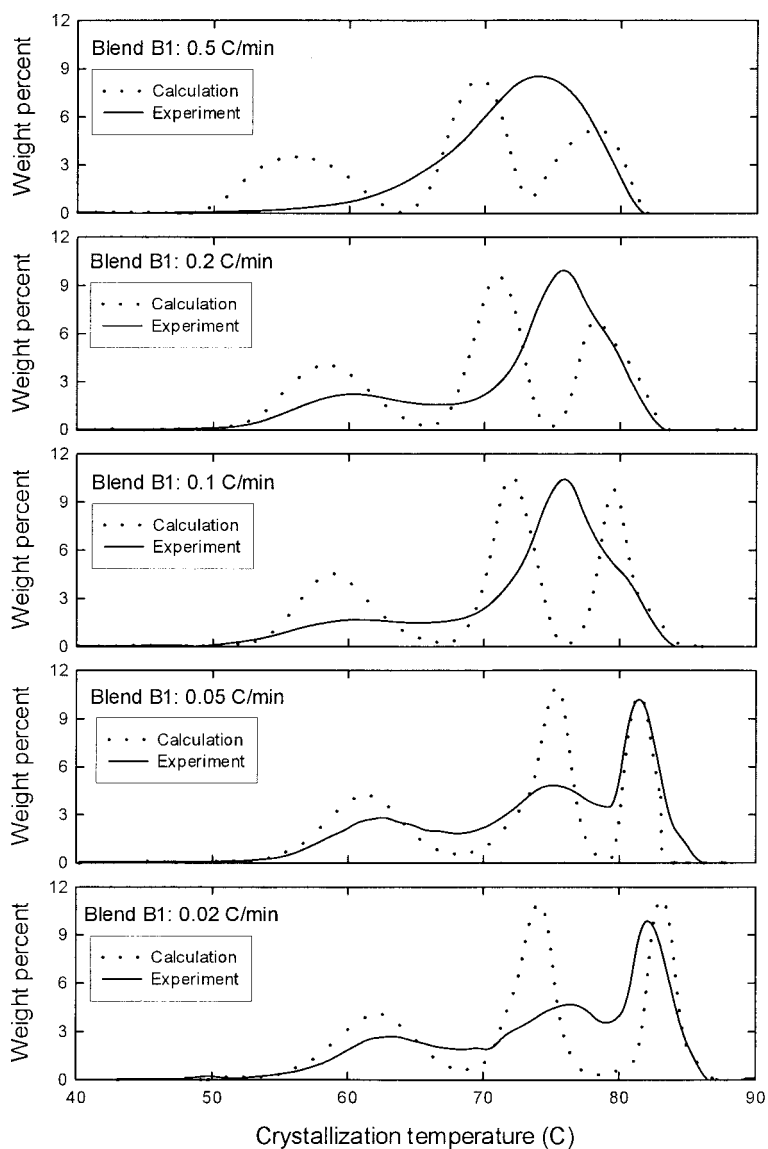 Blend B1: 0.5 C/min
Calculation
Experiment
Weight percent
12
9
6
3
0
Blend B1: 0.2 C/min
Calculation
Experiment
Weight percent
12
9
6
3
0
Blend B1: 0.1 C/min
Calculation
Experiment
Weight percent
12
9
6
3
0
Blend B1: 0.05 C/min
Calculation
Experiment
Weight percent
12
9
6
3
0
Blend B1: 0.02 C/min
Calculation
Experiment
Weight percent
12
9
6
3
0
40 50 60 70 80 90
Crystallization temperature (C)